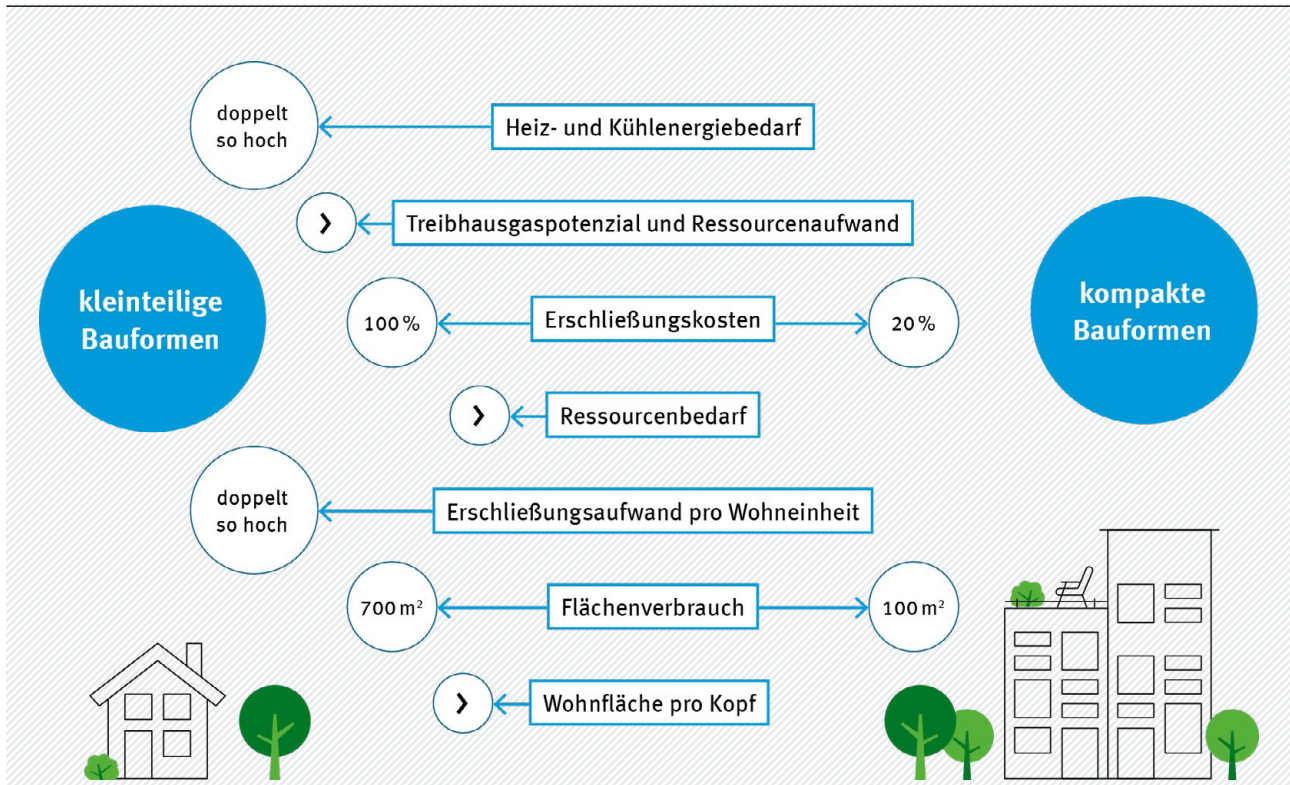 doppelt
so hoch
Heiz- und Kühlenergiebedarf
❯
Treibhausgaspotenzial und Ressourcenaufwand
kleinteilige
Bauformen
kompakte
Bauformen
100 %
Erschließungskosten
20 %
❯
Ressourcenbedarf
doppelt
so hoch
Erschließungsaufwand pro Wohneinheit
700 m²
Flächenverbrauch
100 m²
❯
Wohnfläche pro Kopf